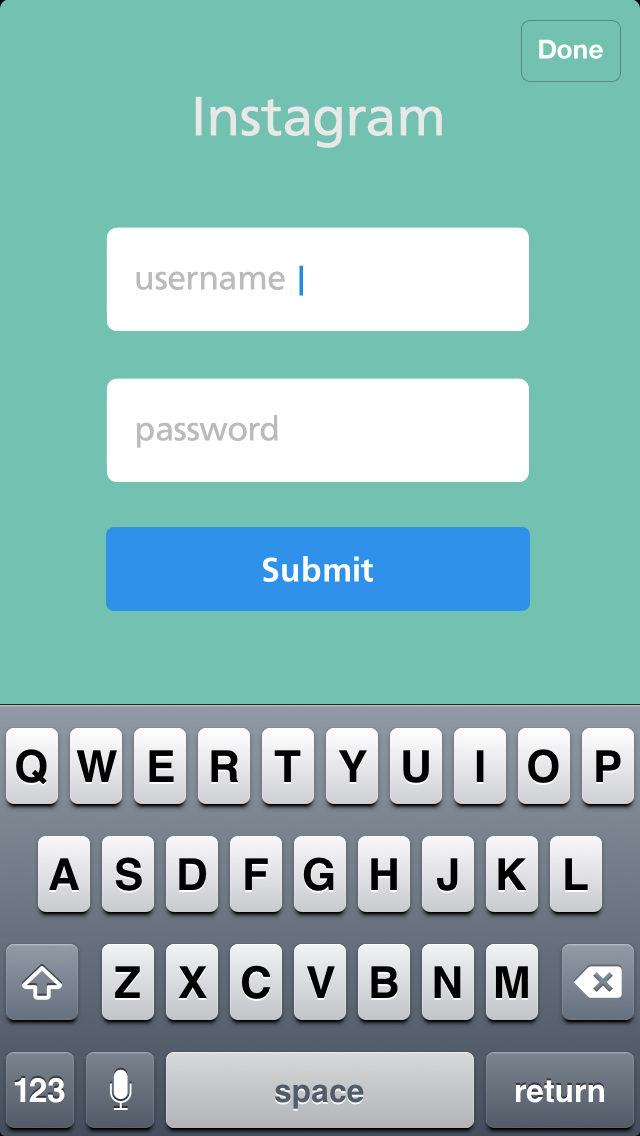 Done
Instagram
username
password
Submit
Q W E R T Y U I O P
A S D F G H J K L
Z X C V B N M
123 space return